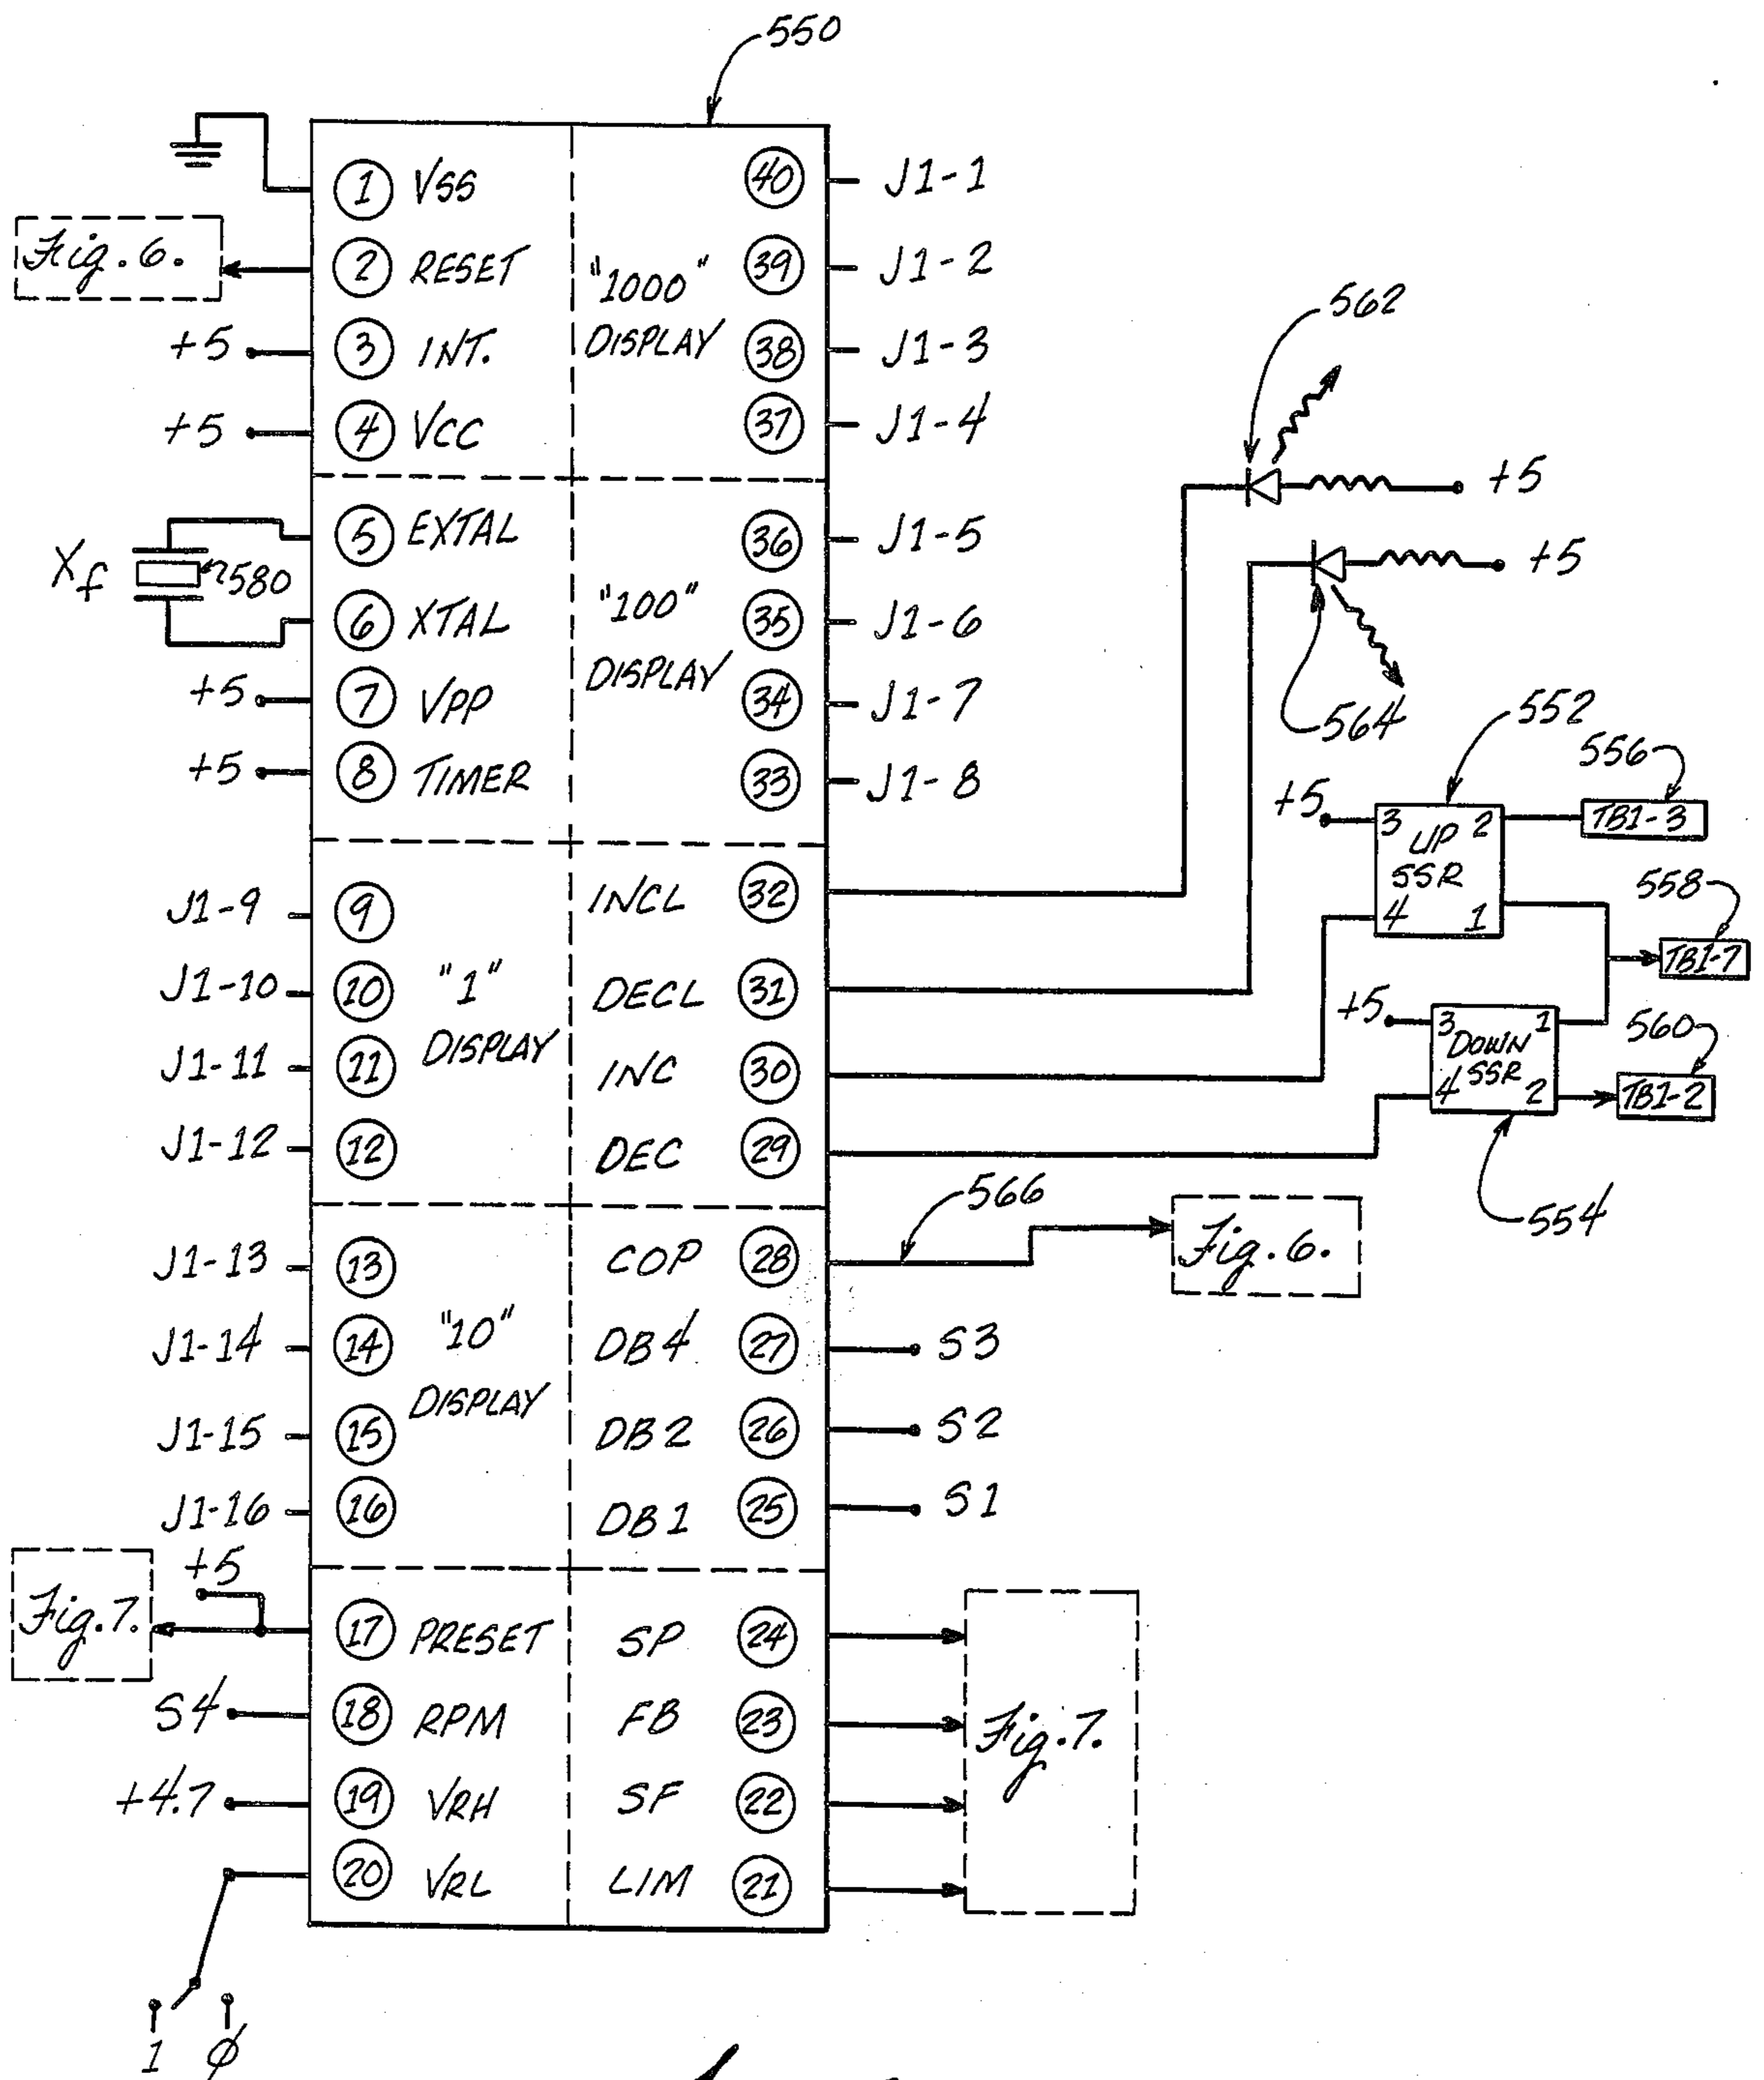 550
1 VSS 40 J1-1
Fig. 6. 2 RESET "1000" 39 J1-2
+5 3 INT. DISPLAY 38 J1-3
+5 4 VCC 37 J1-4
562
+5
Xf 580 5 EXTAL 36 J1-5
+5
6 XTAL "100" 35 J1-6
+5 7 VPP DISPLAY 34 J1-7
564
+5 8 TIMER 33 J1-8
552
556
+5 3 UP 2 TB1-3
SSR
4 1
558
TB1-7
J1-9 9 INCL 32
J1-10 10 "1" DECL 31
+5 3 DOWN 1
560
4 SSR 2 TB1-2
554
J1-11 11 DISPLAY INC 30
J1-12 12 DEC 29
566
J1-13 13 COP 28 Fig. 6.
J1-14 14 "10" DB4 27 S3
J1-15 15 DISPLAY DB2 26 S2
J1-16 16 DB1 25 S1
+5
Fig. 7. 17 PRESET SP 24
S4 18 RPM FB 23 Fig. 7.
+4.7 19 VRH SF 22
20 VRL LIM 21
1 Ø